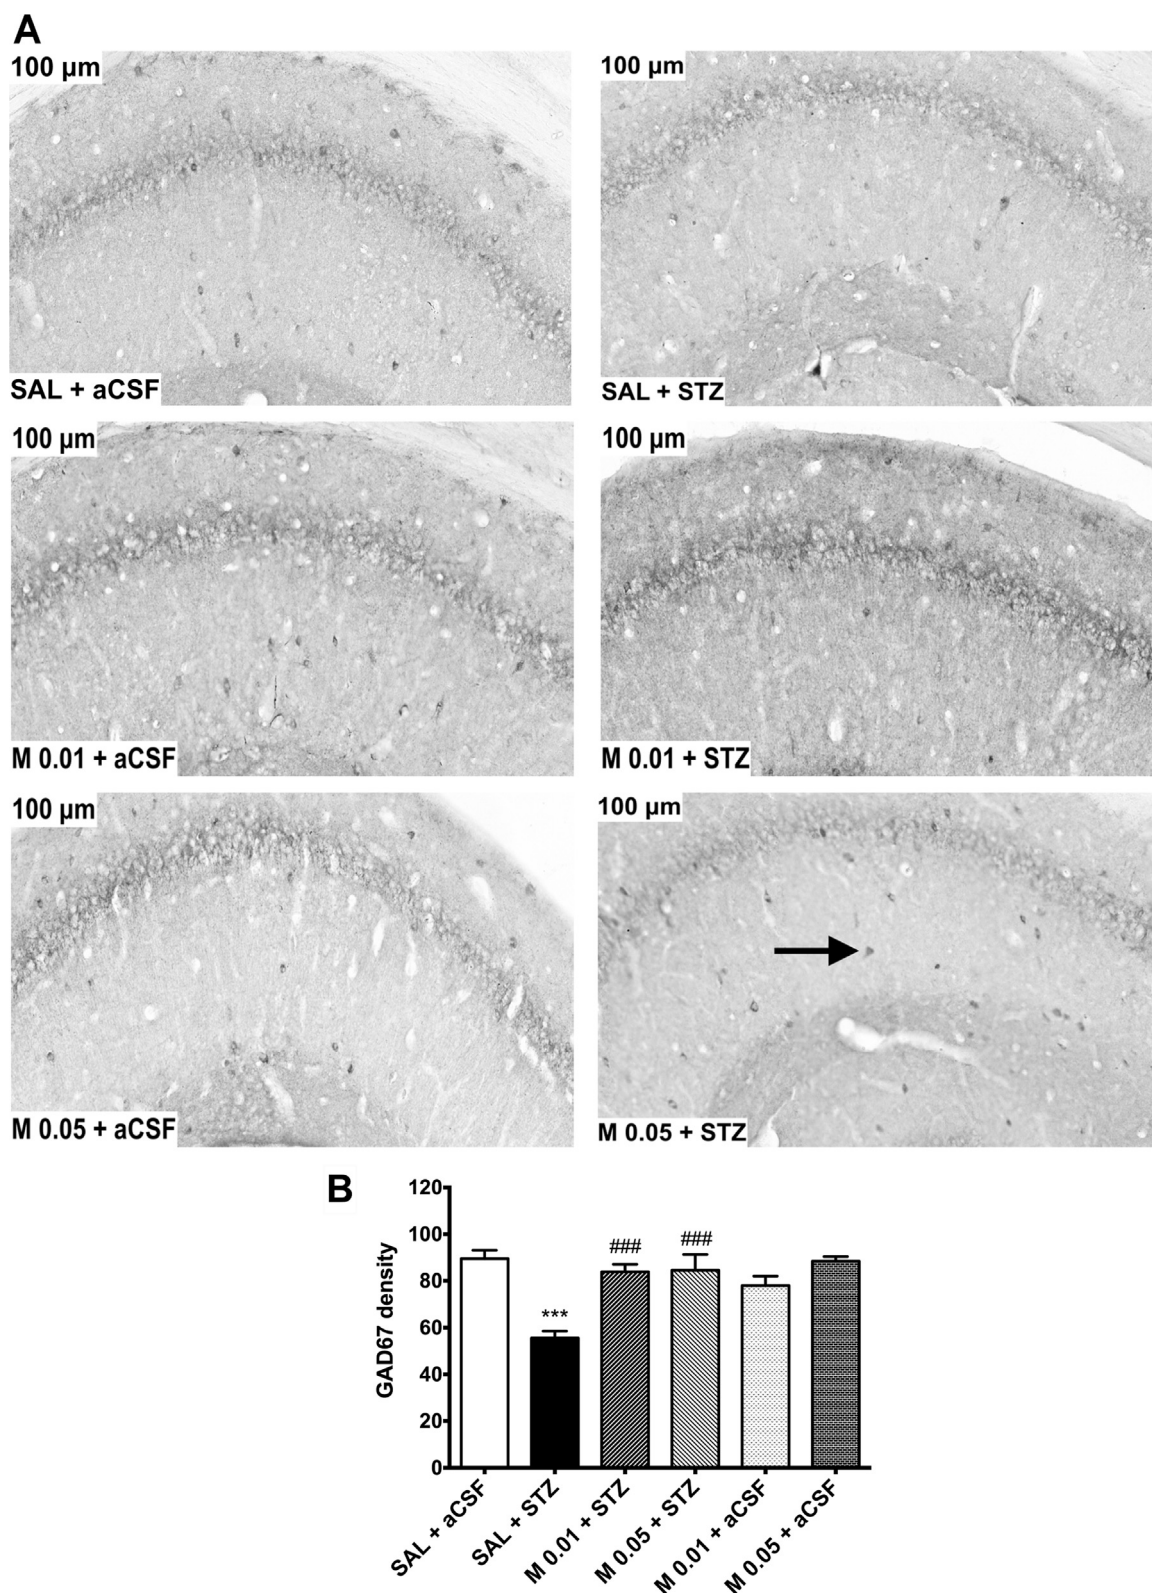 A
100 µm
100 µm
SAL + aCSF
SAL + STZ
100 µm
100 µm
M 0.01 + aCSF
M 0.01 + STZ
100 µm
100 µm
M 0.05 + aCSF
M 0.05 + STZ
B
GAD67 density
120
100
80
60
40
20
0
***
###
###
SAL + aCSF
SAL + STZ
M 0.01 + STZ
M 0.05 + STZ
M 0.01 + aCSF
M 0.05 + aCSF